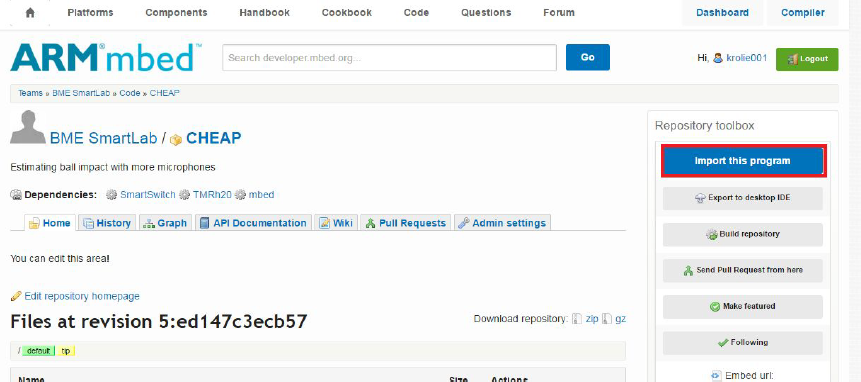 Platforms Components Handbook Cookbook Code Questions Forum Dashboard Compiler
ARM®mbed™ Search developer.mbed.org... Go Hi, krolie001 Logout
Teams » BME SmartLab » Code » CHEAP
BME SmartLab / CHEAP
Estimating ball impact with more microphones
Dependencies: SmartSwitch TMRh20 mbed
Home History Graph API Documentation Wiki Pull Requests Admin settings
You can edit this area!
Edit repository homepage
Files at revision 5:ed147c3ecb57
Download repository: zip gz
/ default tip
Name Size Actions
Repository toolbox
Import this program
Export to desktop IDE
Build repository
Send Pull Request from here
Make featured
Following
Embed url: